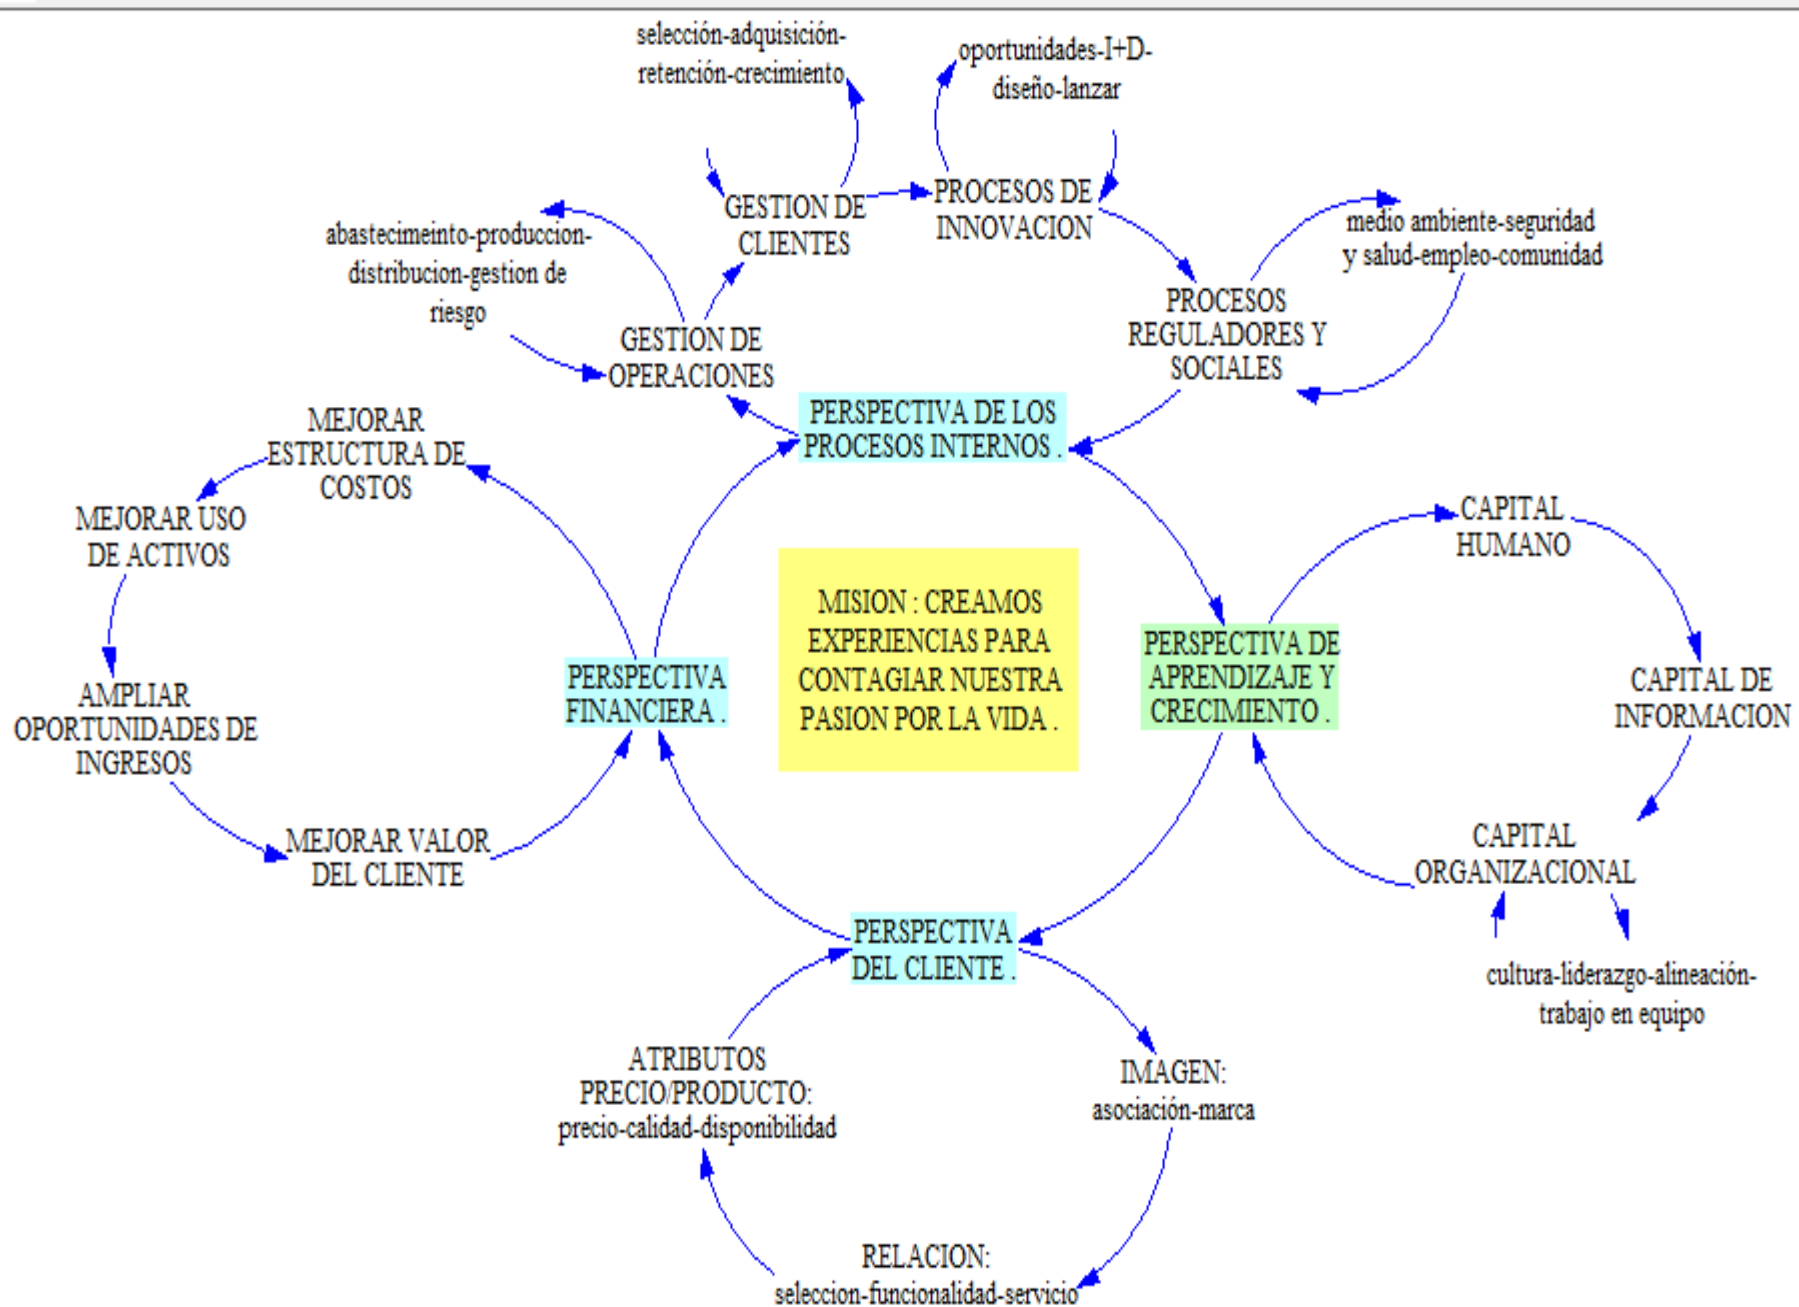 selección-adquisición-
retención-crecimiento
oportunidades-I+D-
diseño-lanzar
GESTION DE
CLIENTES
PROCESOS DE
INNOVACION
abastecimeinto-produccion-
distribucion-gestion de
riesgo
medio ambiente-seguridad
y salud-empleo-comunidad
GESTION DE
OPERACIONES
PROCESOS
REGULADORES Y
SOCIALES
PERSPECTIVA DE LOS
PROCESOS INTERNOS .
MEJORAR
ESTRUCTURA DE
COSTOS
MEJORAR USO
DE ACTIVOS
CAPITAL
HUMANO
MISION : CREAMOS
EXPERIENCIAS PARA
CONTAGIAR NUESTRA
PASION POR LA VIDA .
PERSPECTIVA DE
APRENDIZAJE Y
CRECIMIENTO .
PERSPECTIVA
FINANCIERA .
AMPLIAR
OPORTUNIDADES DE
INGRESOS
CAPITAL DE
INFORMACION
MEJORAR VALOR
DEL CLIENTE
CAPITAL
ORGANIZACIONAL
PERSPECTIVA
DEL CLIENTE .
cultura-liderazgo-alineación-
trabajo en equipo
ATRIBUTOS
PRECIO/PRODUCTO:
precio-calidad-disponibilidad
IMAGEN:
asociación-marca
RELACION:
seleccion-funcionalidad-servicio